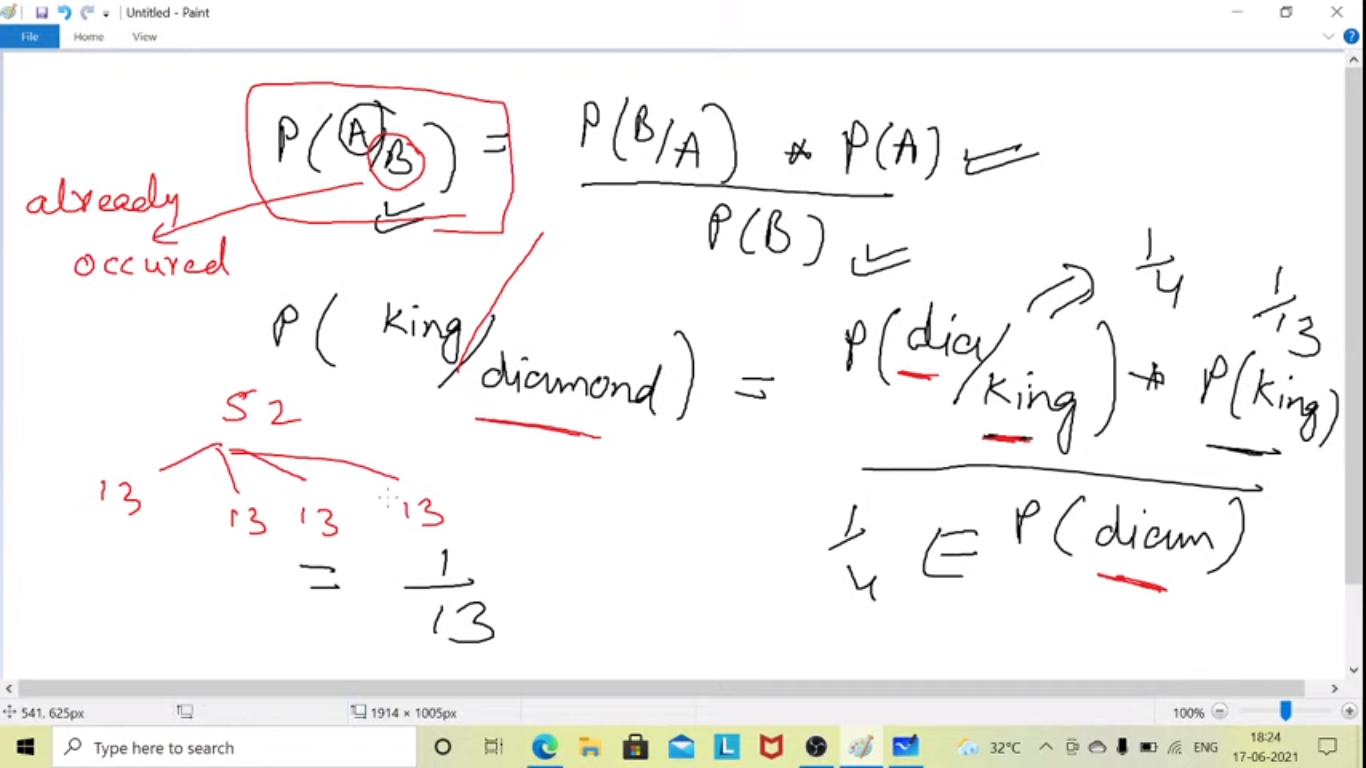 Untitled - Paint
File Home View
P(A/B) = P(B/A) * P(A)
P(B)
already
occured
1/4
1/13
P(king/diamond) = P(dia/king) * P(king)
P(diam)
1/4
52
13 13 13 13
= 1/13
541, 625px
1914 × 1005px
100%
Type here to search
32°C
ENG
18:24
17-06-2021